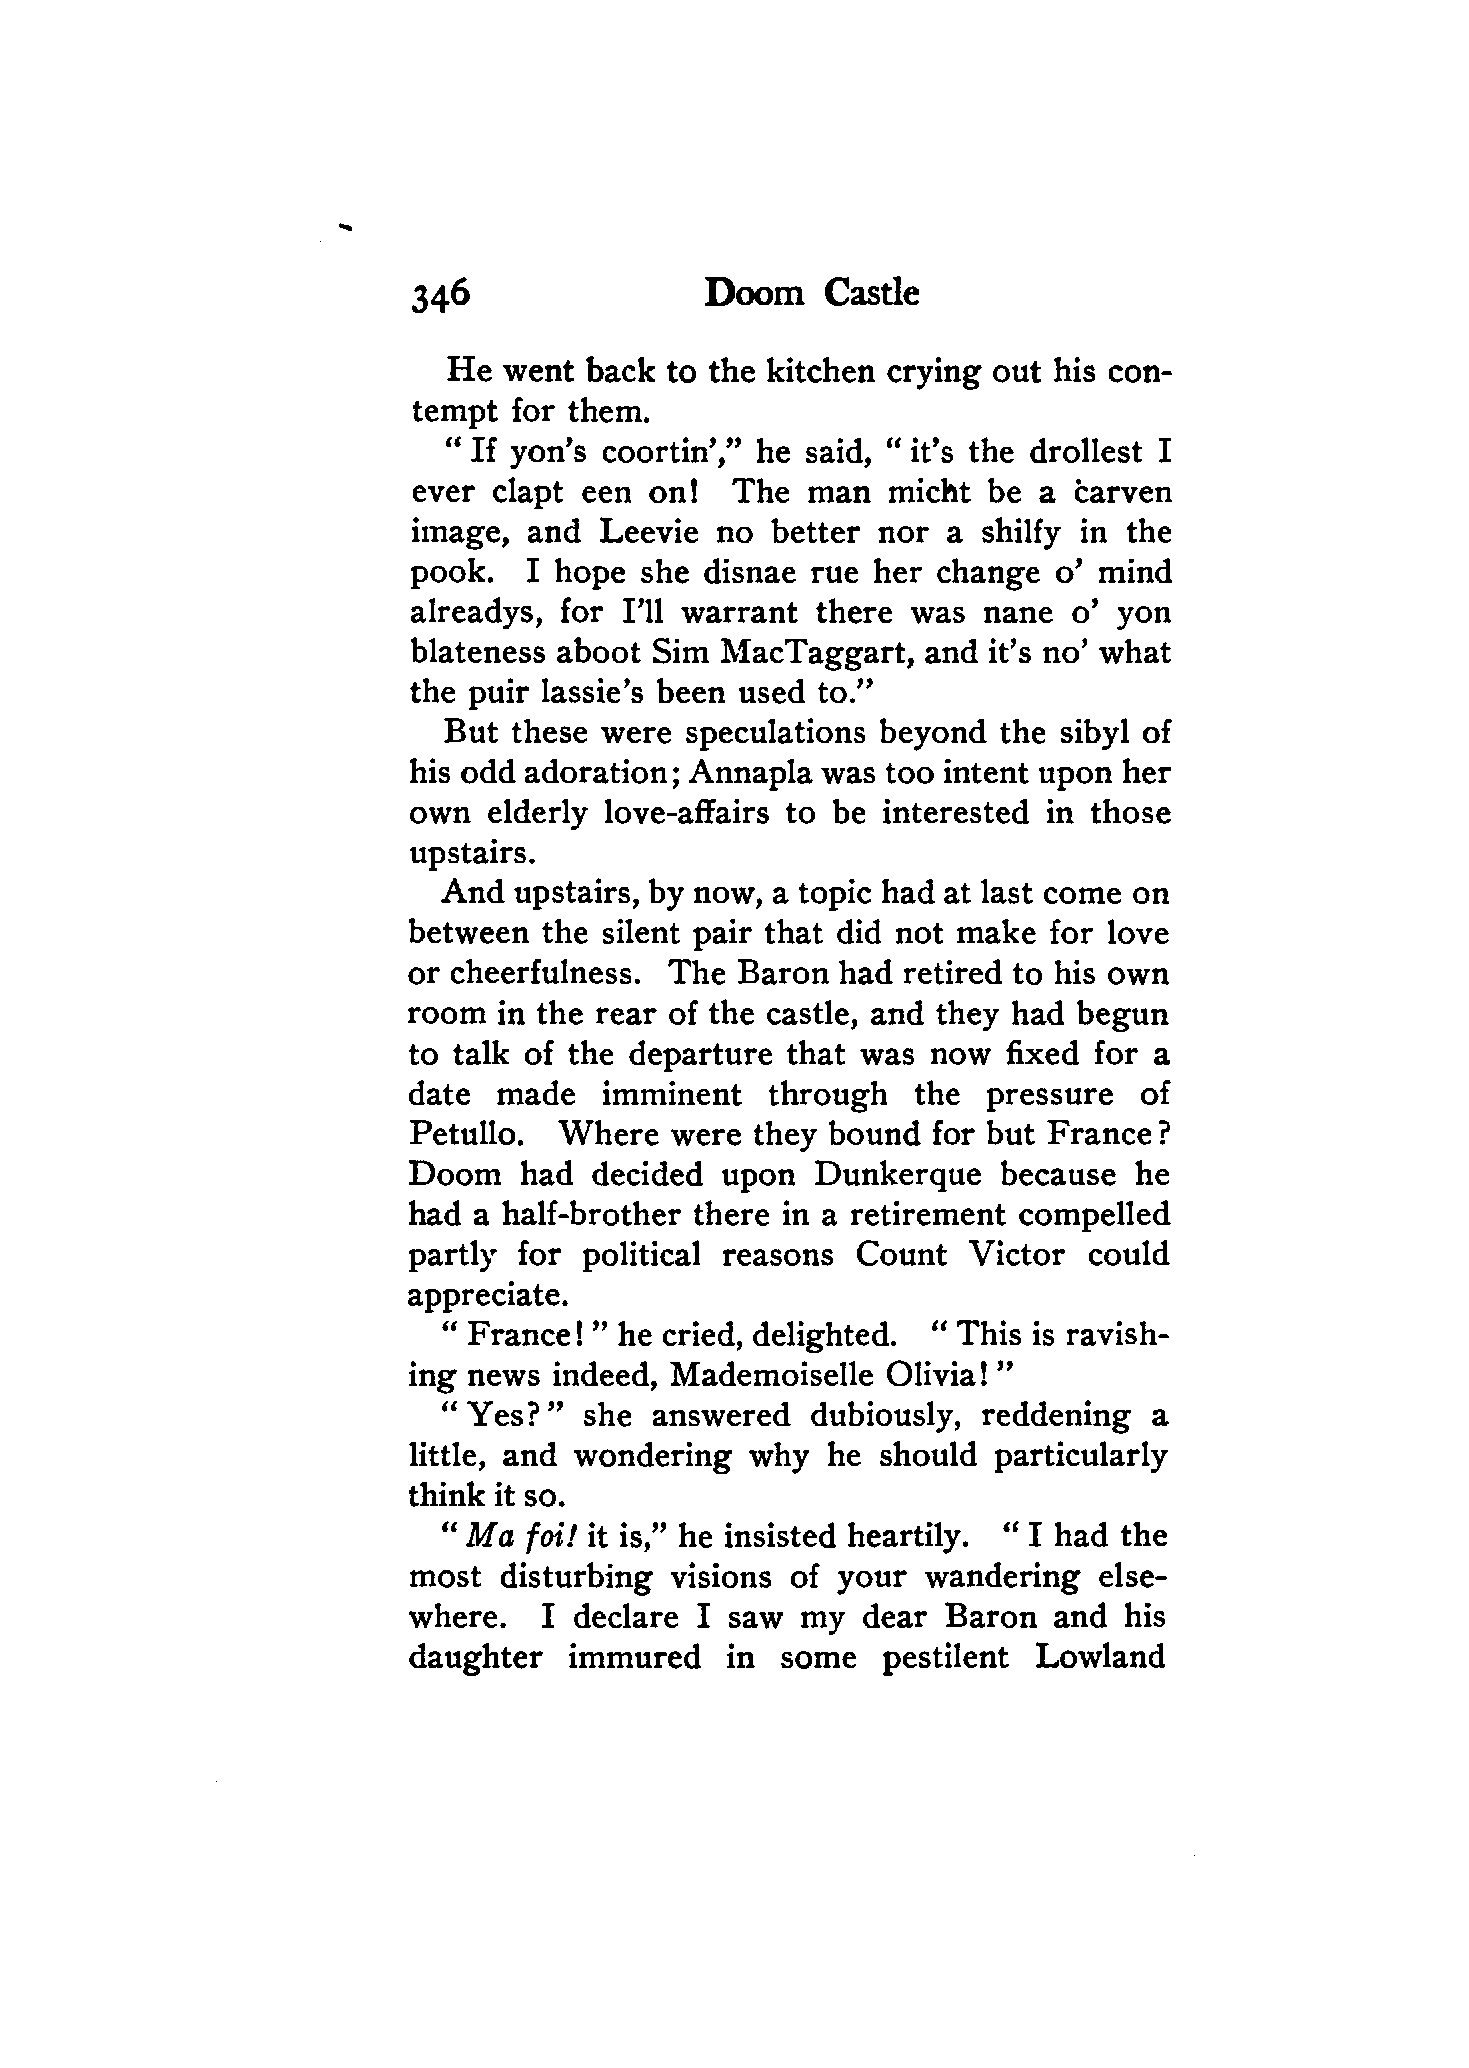 346 Doom Castle
He went back to the kitchen crying out his con-
tempt for them.
"If yon's coortin'," he said, "it's the drollest I
ever clapt een on! The man micht be a carven
image, and Leevie no better nor a shilfy in the
pook. I hope she disnae rue her change o' mind
alreadys, for I'll warrant there was nane o' yon
blateness aboot Sim MacTaggart, and it's no' what
the puir lassie's been used to."
But these were speculations beyond the sibyl of
his odd adoration; Annapla was too intent upon her
own elderly love-affairs to be interested in those
upstairs.
And upstairs, by now, a topic had at last come on
between the silent pair that did not make for love
or cheerfulness. The Baron had retired to his own
room in the rear of the castle, and they had begun
to talk of the departure that was now fixed for a
date made imminent through the pressure of
Petullo. Where were they bound for but France?
Doom had decided upon Dunkerque because he
had a half-brother there in a retirement compelled
partly for political reasons Count Victor could
appreciate.
"France!" he cried, delighted. "This is ravish-
ing news indeed, Mademoiselle Olivia!"
"Yes?" she answered dubiously, reddening a
little, and wondering why he should particularly
think it so.
"Ma foi! it is," he insisted heartily. "I had the
most disturbing visions of your wandering else-
where. I declare I saw my dear Baron and his
daughter immured in some pestilent Lowland